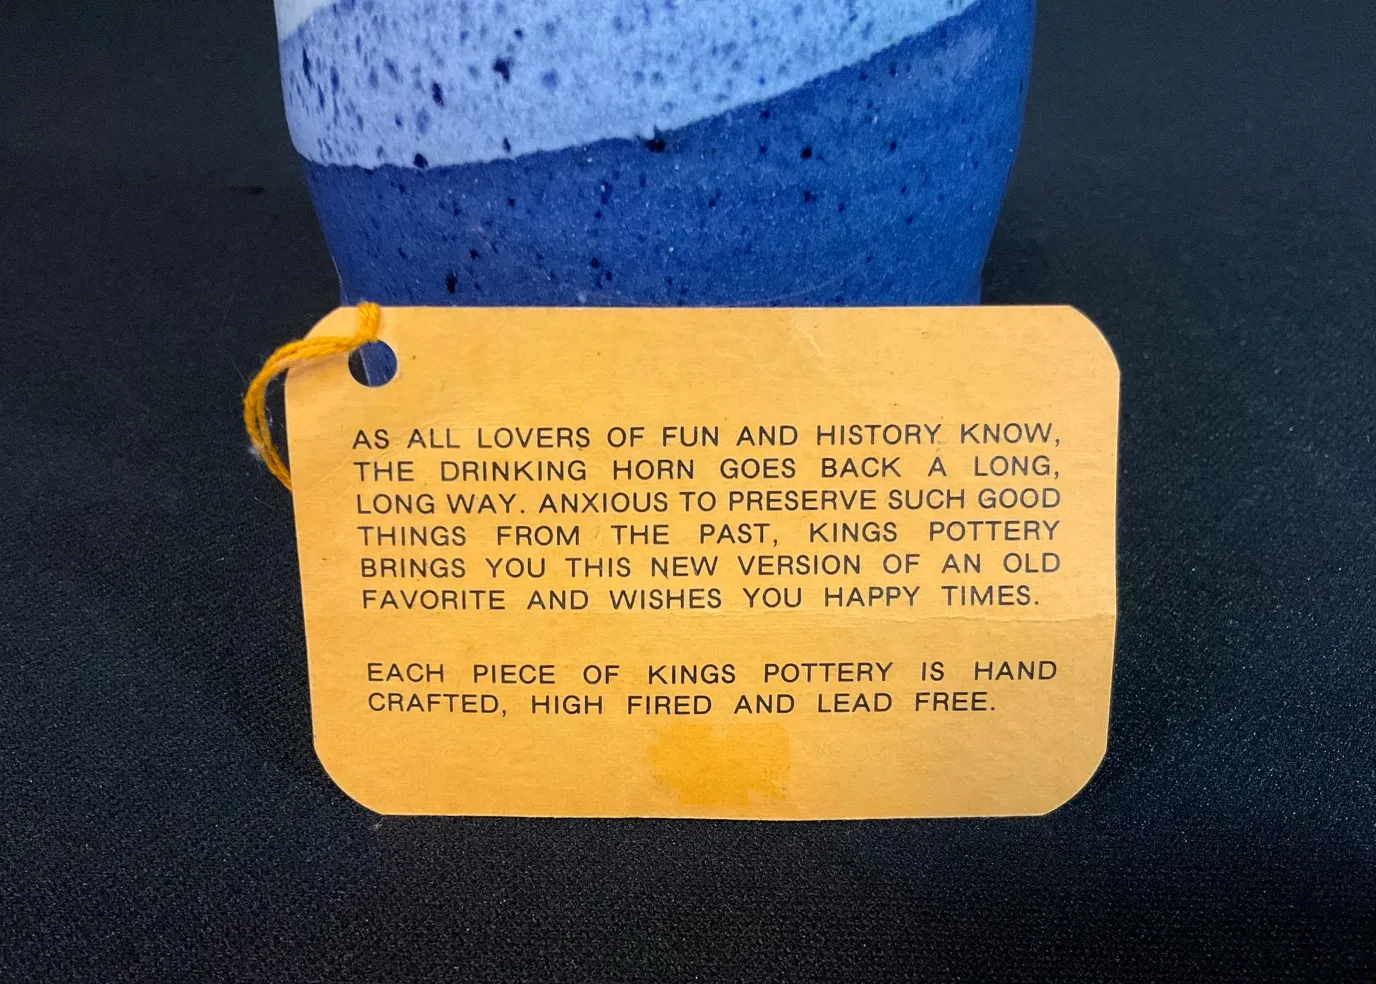 AS ALL LOVERS OF FUN AND HISTORY KNOW,
THE DRINKING HORN GOES BACK A LONG,
LONG WAY. ANXIOUS TO PRESERVE SUCH GOOD
THINGS FROM THE PAST, KINGS POTTERY
BRINGS YOU THIS NEW VERSION OF AN OLD
FAVORITE AND WISHES YOU HAPPY TIMES.
EACH PIECE OF KINGS POTTERY IS HAND
CRAFTED, HIGH FIRED AND LEAD FREE.